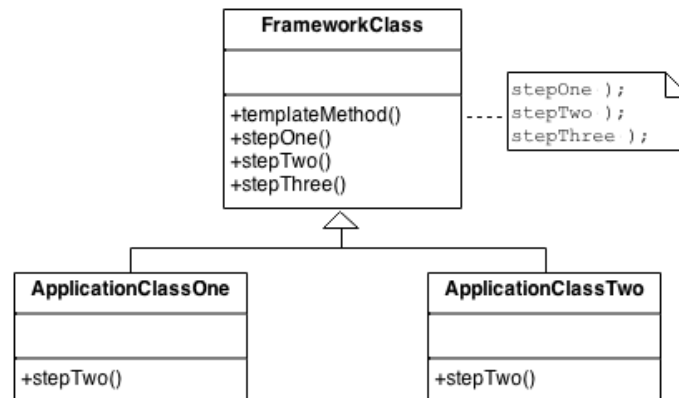 FrameworkClass
+templateMethod()
+stepOne()
+stepTwo()
+stepThree()
stepOne );
stepTwo );
stepThree );
ApplicationClassOne
+stepTwo()
ApplicationClassTwo
+stepTwo()